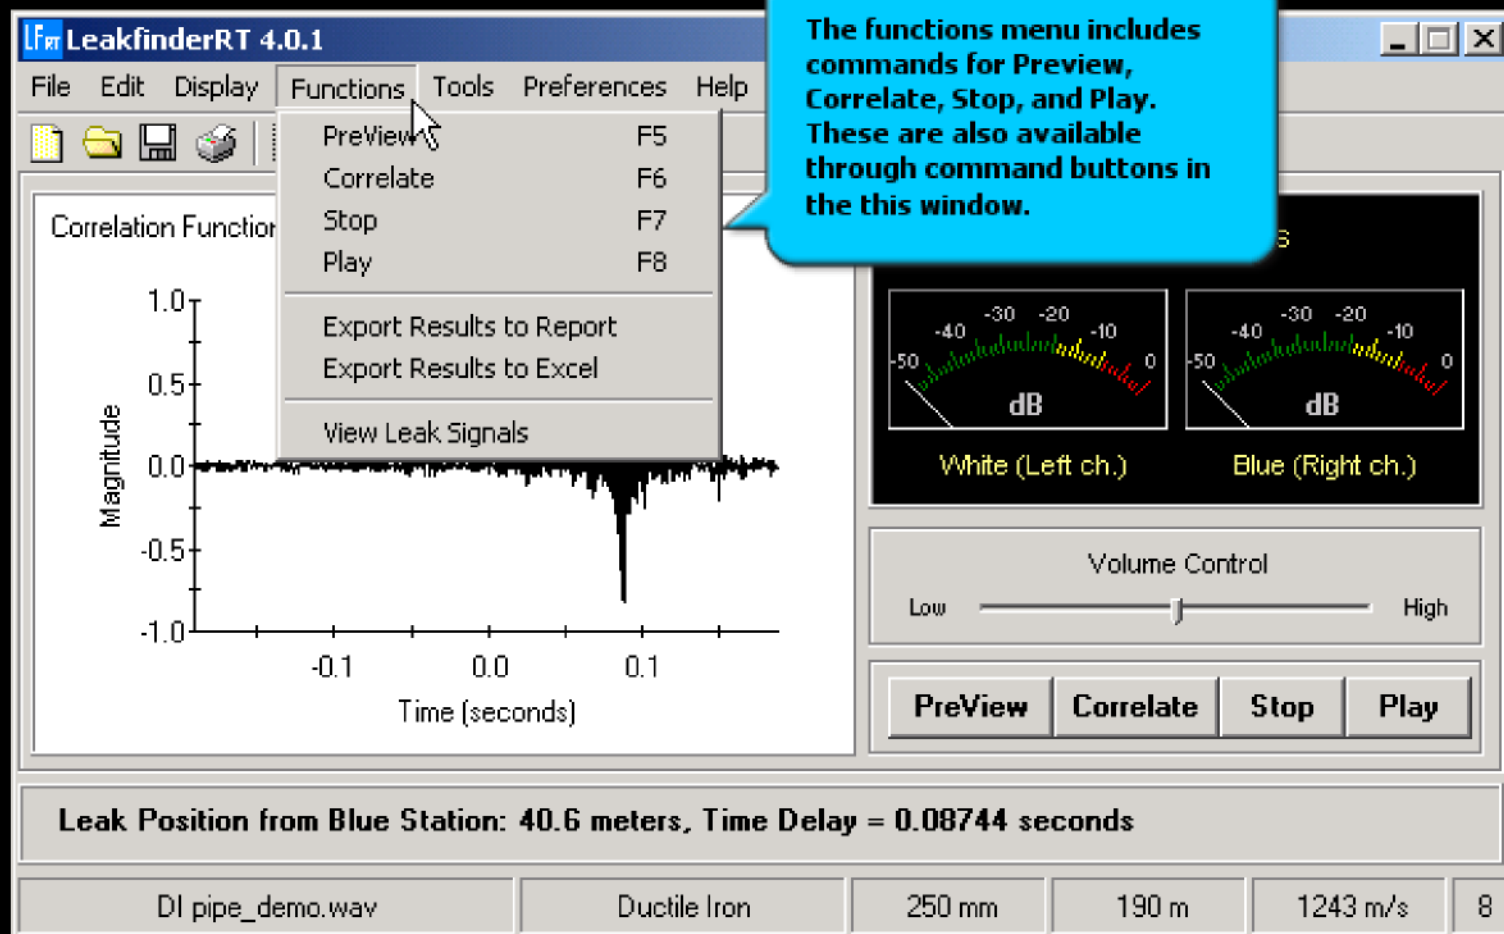 LFRT LeakfinderRT 4.0.1
The functions menu includes
commands for Preview,
Correlate, Stop, and Play.
These are also available
through command buttons in
the this window.
File Edit Display Functions Tools Preferences Help
PreView F5
Correlate F6
Stop F7
Play F8
Export Results to Report
Export Results to Excel
View Leak Signals
Correlation Function
1.0
0.5
0.0
-0.5
-1.0
Magnitude
-0.1 0.0 0.1
Time (seconds)
-50 -40 -30 -20 -10 0
dB
White (Left ch.)
-50 -40 -30 -20 -10 0
dB
Blue (Right ch.)
Volume Control
Low High
PreView Correlate Stop Play
Leak Position from Blue Station: 40.6 meters, Time Delay = 0.08744 seconds
DI pipe_demo.wav Ductile Iron 250 mm 190 m 1243 m/s 8